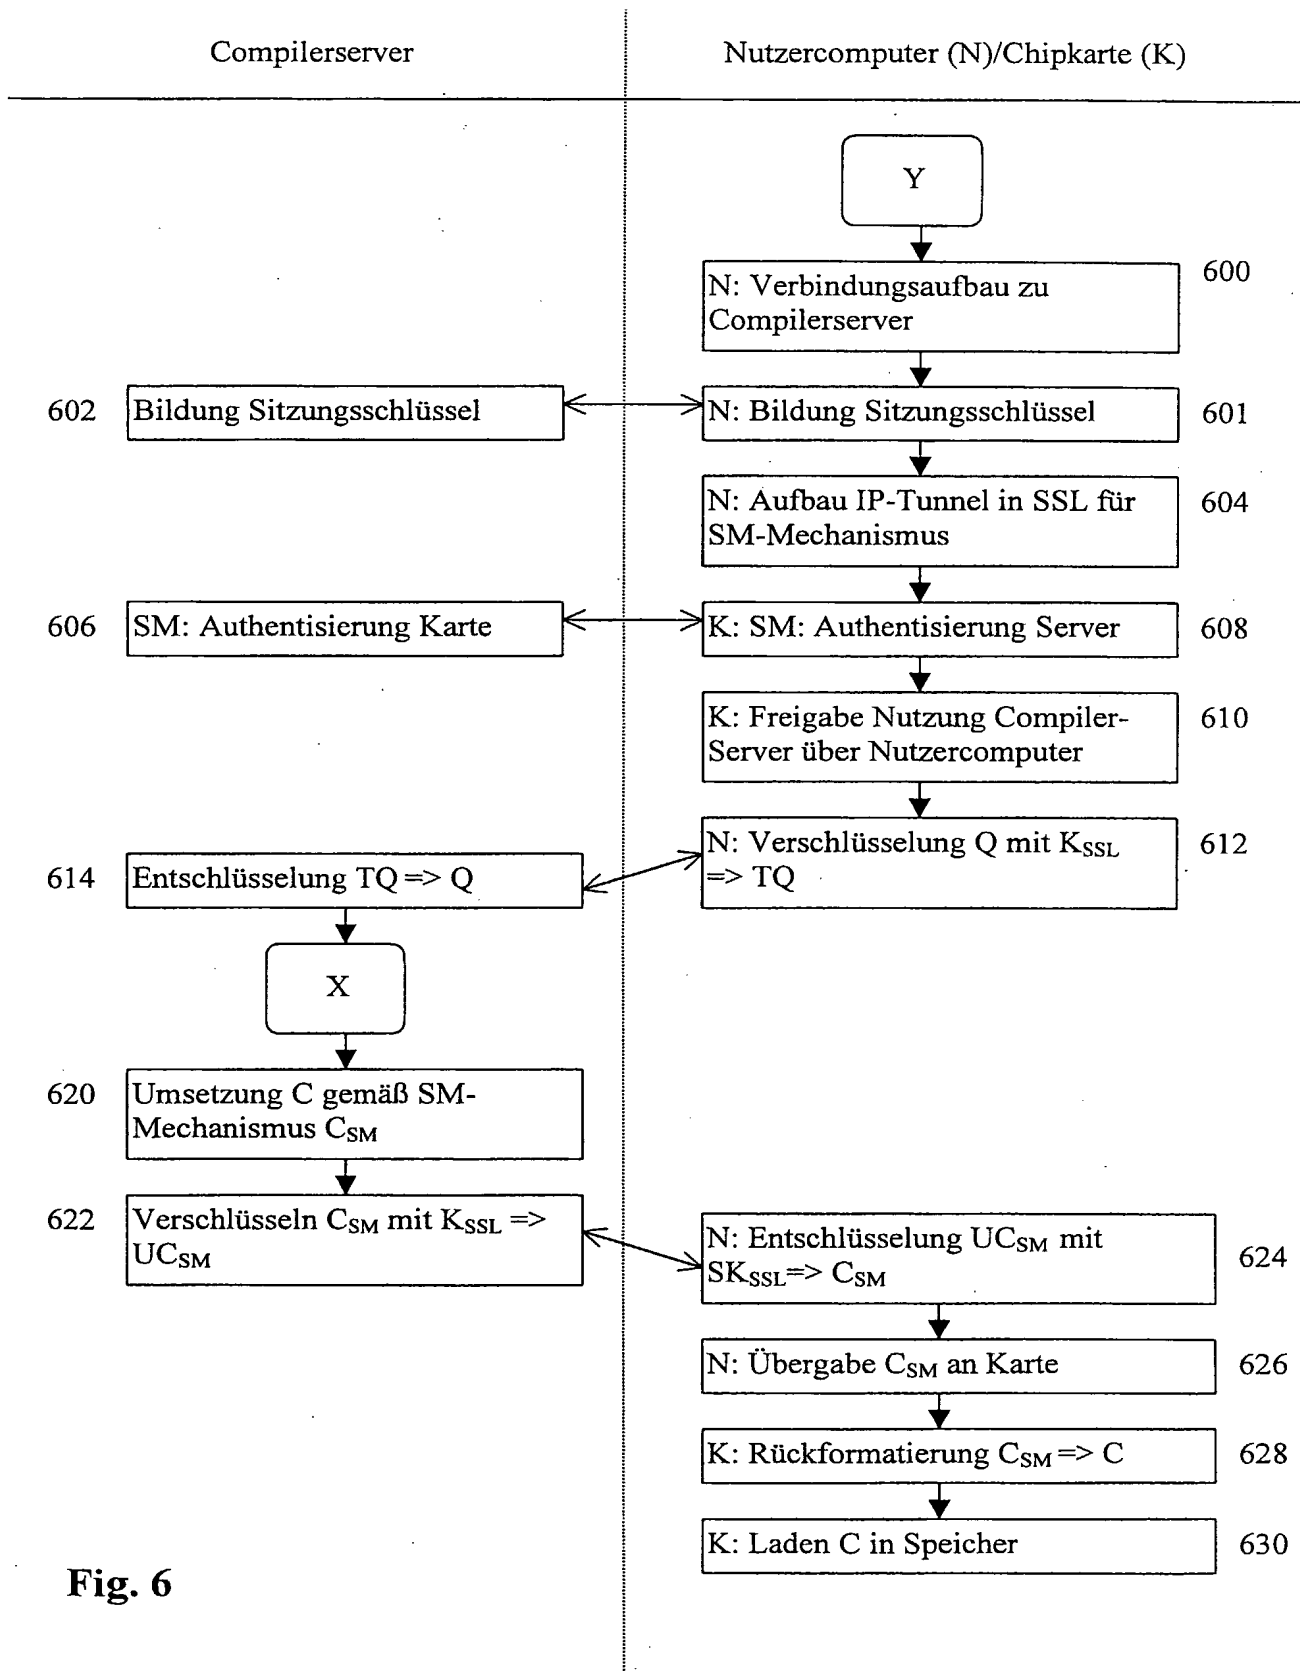 Compilerserver
Nutzercomputer (N)/Chipkarte (K)
Y
N: Verbindungsaufbau zu
Compilerserver
600
602
Bildung Sitzungsschlüssel
N: Bildung Sitzungsschlüssel
601
N: Aufbau IP-Tunnel in SSL für
SM-Mechanismus
604
606
SM: Authentisierung Karte
K: SM: Authentisierung Server
608
K: Freigabe Nutzung Compiler-
Server über Nutzercomputer
610
N: Verschlüsselung Q mit KSSL
=> TQ
612
614
Entschlüsselung TQ => Q
X
620
Umsetzung C gemäß SM-
Mechanismus CSM
622
Verschlüsseln CSM mit KSSL =>
UCSM
N: Entschlüsselung UCSM mit
SKSSL=> CSM
624
N: Übergabe CSM an Karte
626
K: Rückformatierung CSM => C
628
K: Laden C in Speicher
630
Fig. 6